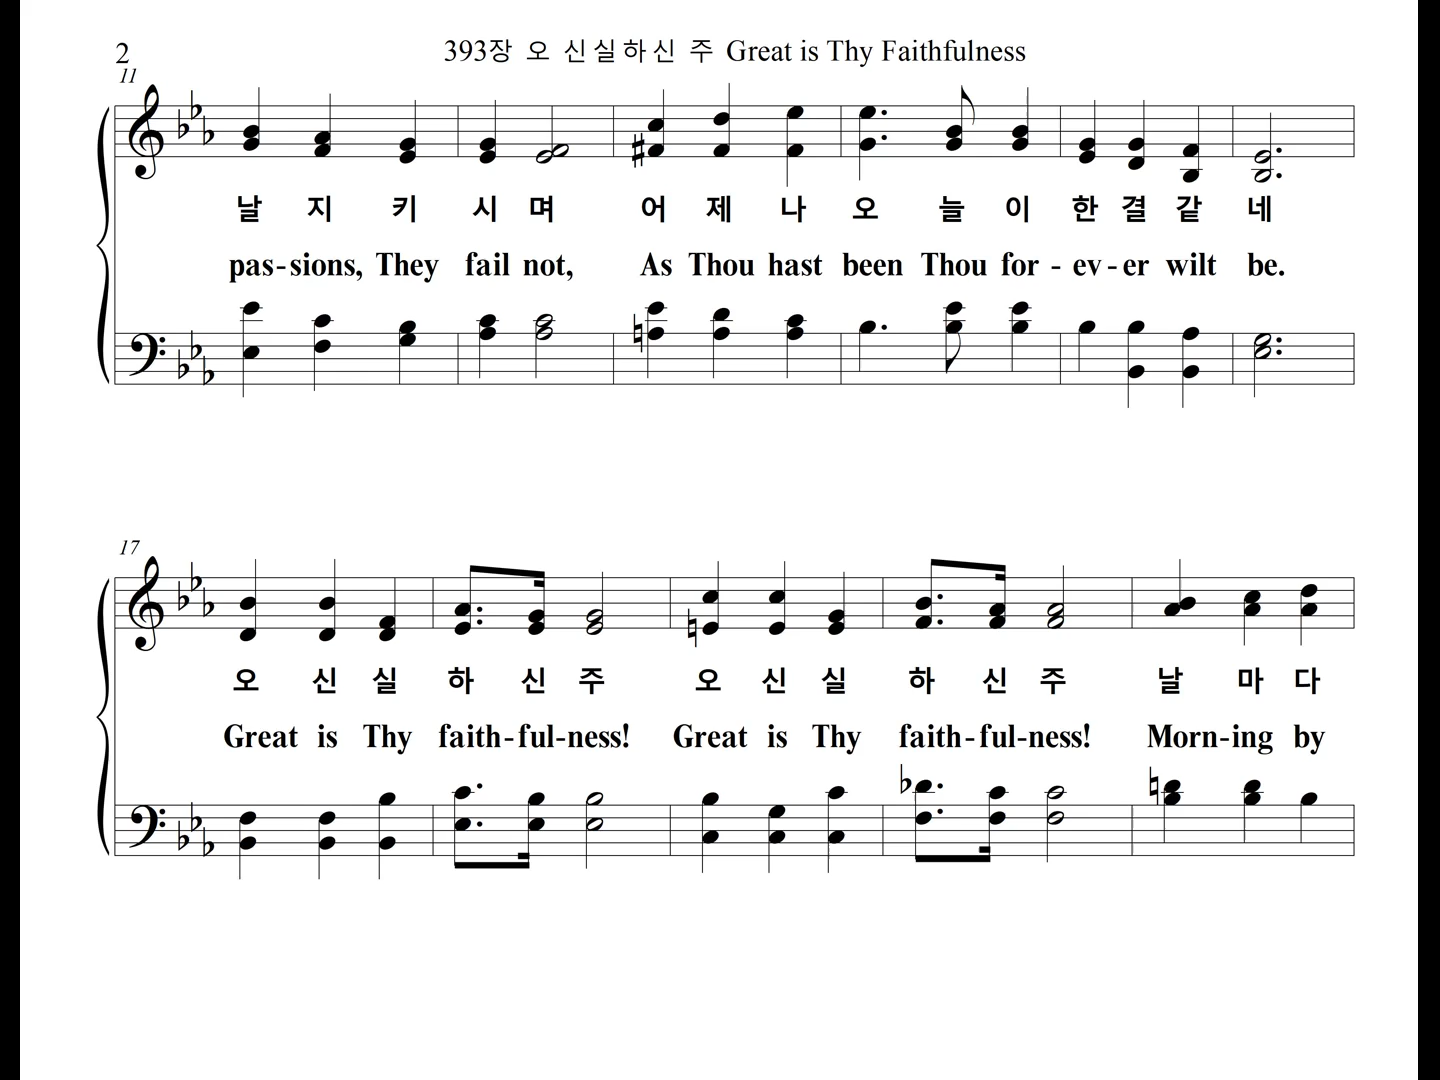 2
393장 오 신실하신 주 Great is Thy Faithfulness
11
날 지 키 시 며 어 제 나 오 늘 이 한 결 같 네
pas-sions, They fail not, As Thou hast been Thou for - ev - er wilt be.
17
오 신 실 하 신 주 오 신 실 하 신 주 날 마 다
Great is Thy faith-ful-ness! Great is Thy faith-ful-ness! Morn-ing by